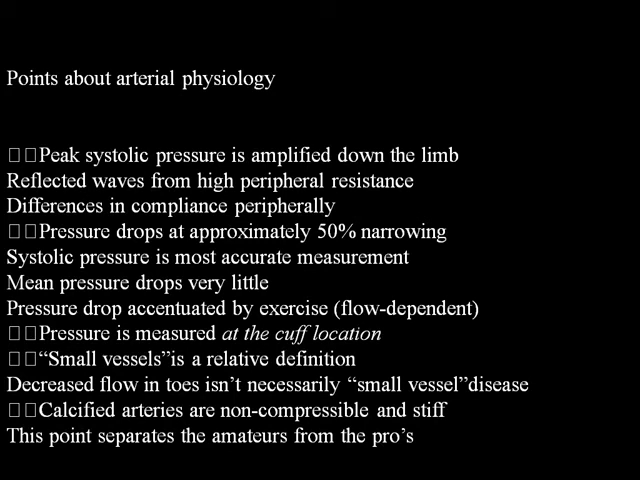 Points about arterial physiology
□□Peak systolic pressure is amplified down the limb
Reflected waves from high peripheral resistance
Differences in compliance peripherally
□□Pressure drops at approximately 50% narrowing
Systolic pressure is most accurate measurement
Mean pressure drops very little
Pressure drop accentuated by exercise (flow-dependent)
□□Pressure is measured at the cuff location
□□“Small vessels”is a relative definition
Decreased flow in toes isn’t necessarily “small vessel”disease
□□Calcified arteries are non-compressible and stiff
This point separates the amateurs from the pro’s